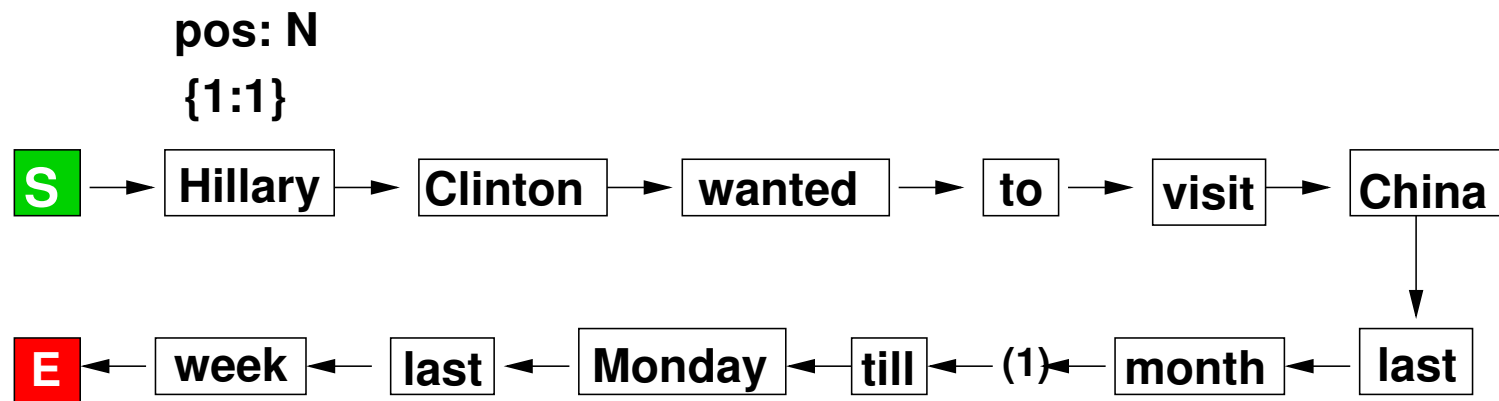 pos: N
{1:1}
S Hillary Clinton wanted to visit China
E week last Monday till (1) month last